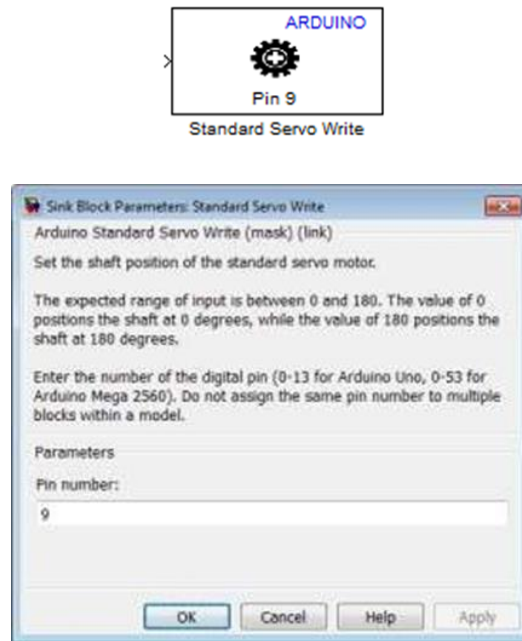 ARDUINO
Pin 9
Standard Servo Write
Sink Block Parameters: Standard Servo Write
Arduino Standard Servo Write (mask) (link)
Set the shaft position of the standard servo motor.
The expected range of input is between 0 and 180. The value of 0
positions the shaft at 0 degrees, while the value of 180 positions the
shaft at 180 degrees.
Enter the number of the digital pin (0-13 for Arduino Uno, 0-53 for
Arduino Mega 2560). Do not assign the same pin number to multiple
blocks within a model.
Parameters
Pin number:
9
OK Cancel Help Apply